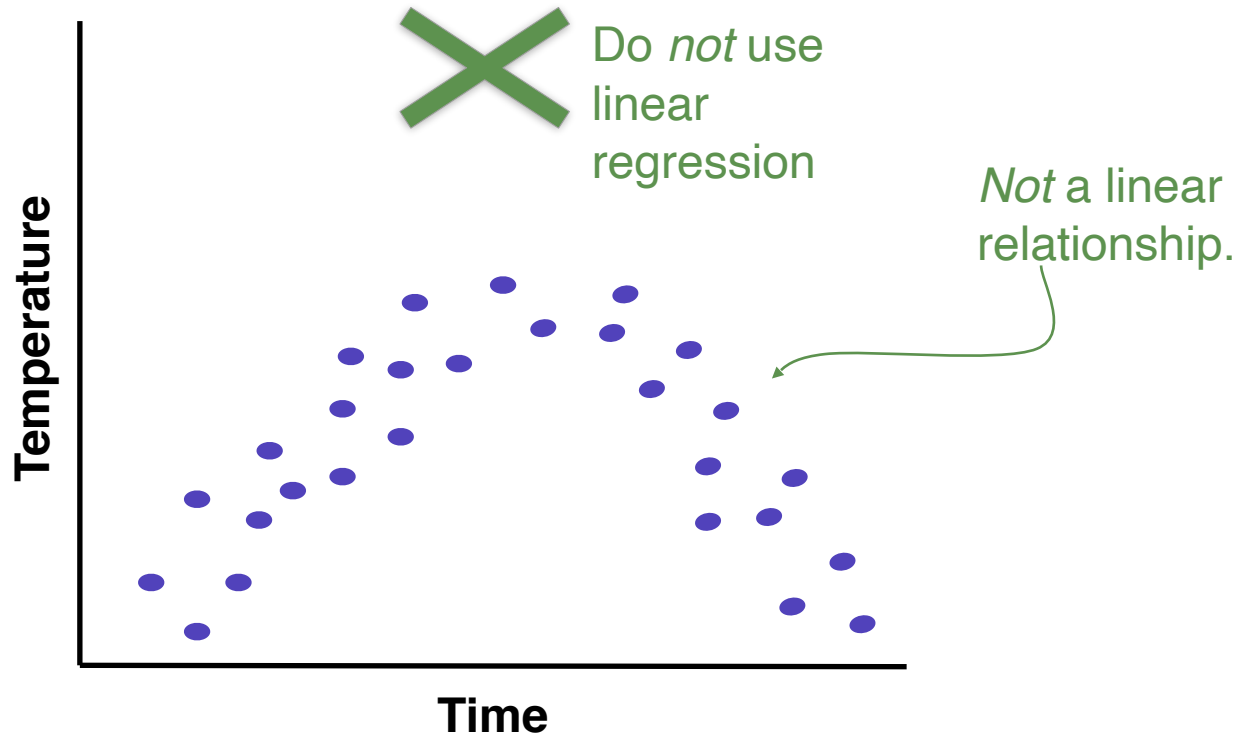 Do not use
linear
regression
Not a linear
relationship.
Temperature
Time